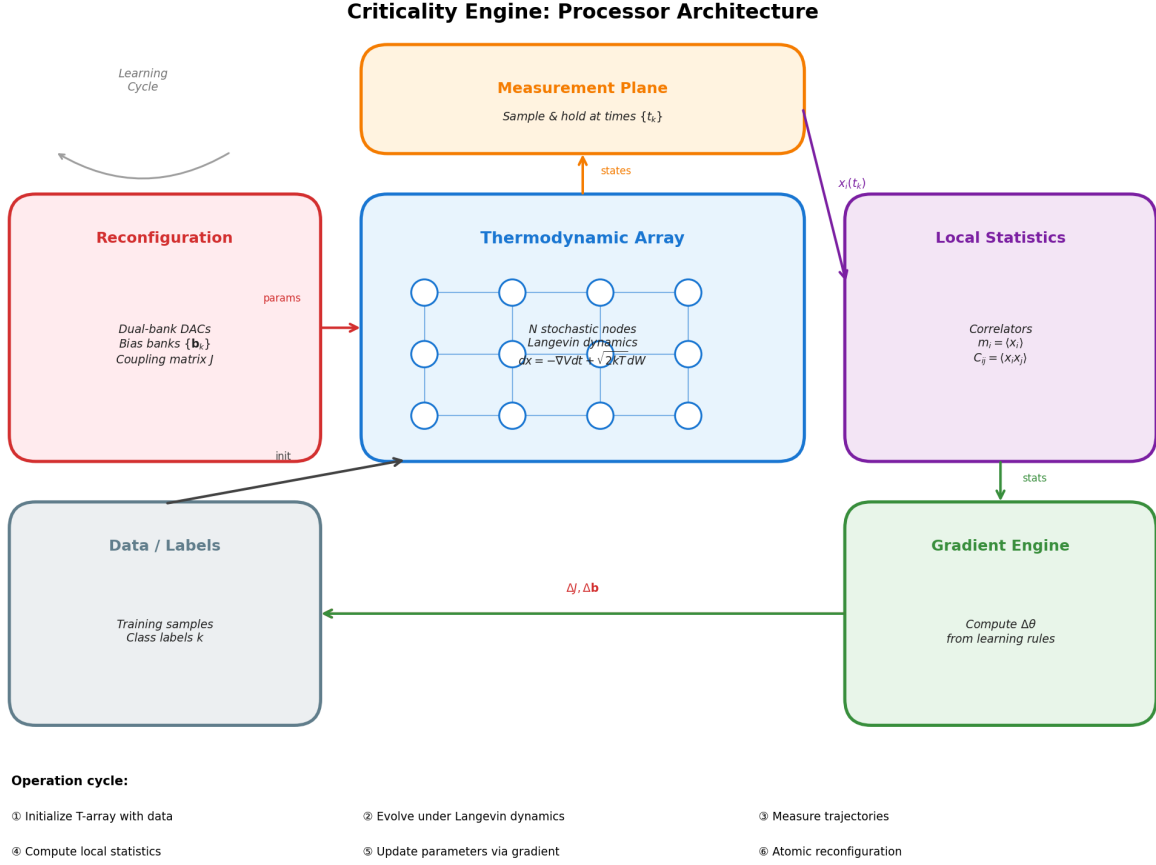 Criticality Engine: Processor Architecture
Learning
Cycle
Measurement Plane
Sample & hold at times {t_k}
states
x_i(t_k)
Reconfiguration
Dual-bank DACs
Bias banks {b_k}
Coupling matrix J
params
Thermodynamic Array
N stochastic nodes
Langevin dynamics
dx = −∇Vdt + √2kT dW
Local Statistics
Correlators
m_i = ⟨x_i⟩
C_ij = ⟨x_i x_j⟩
init
stats
Data / Labels
Training samples
Class labels k
ΔJ, Δb
Gradient Engine
Compute Δθ
from learning rules
Operation cycle:
① Initialize T-array with data
② Evolve under Langevin dynamics
③ Measure trajectories
④ Compute local statistics
⑤ Update parameters via gradient
⑥ Atomic reconfiguration